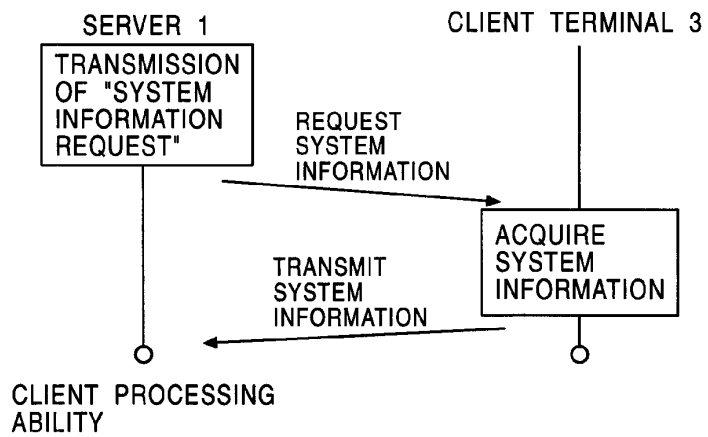 SERVER 1
CLIENT TERMINAL 3
TRANSMISSION
OF "SYSTEM
INFORMATION
REQUEST"
REQUEST
SYSTEM
INFORMATION
ACQUIRE
SYSTEM
INFORMATION
TRANSMIT
SYSTEM
INFORMATION
CLIENT PROCESSING
ABILITY